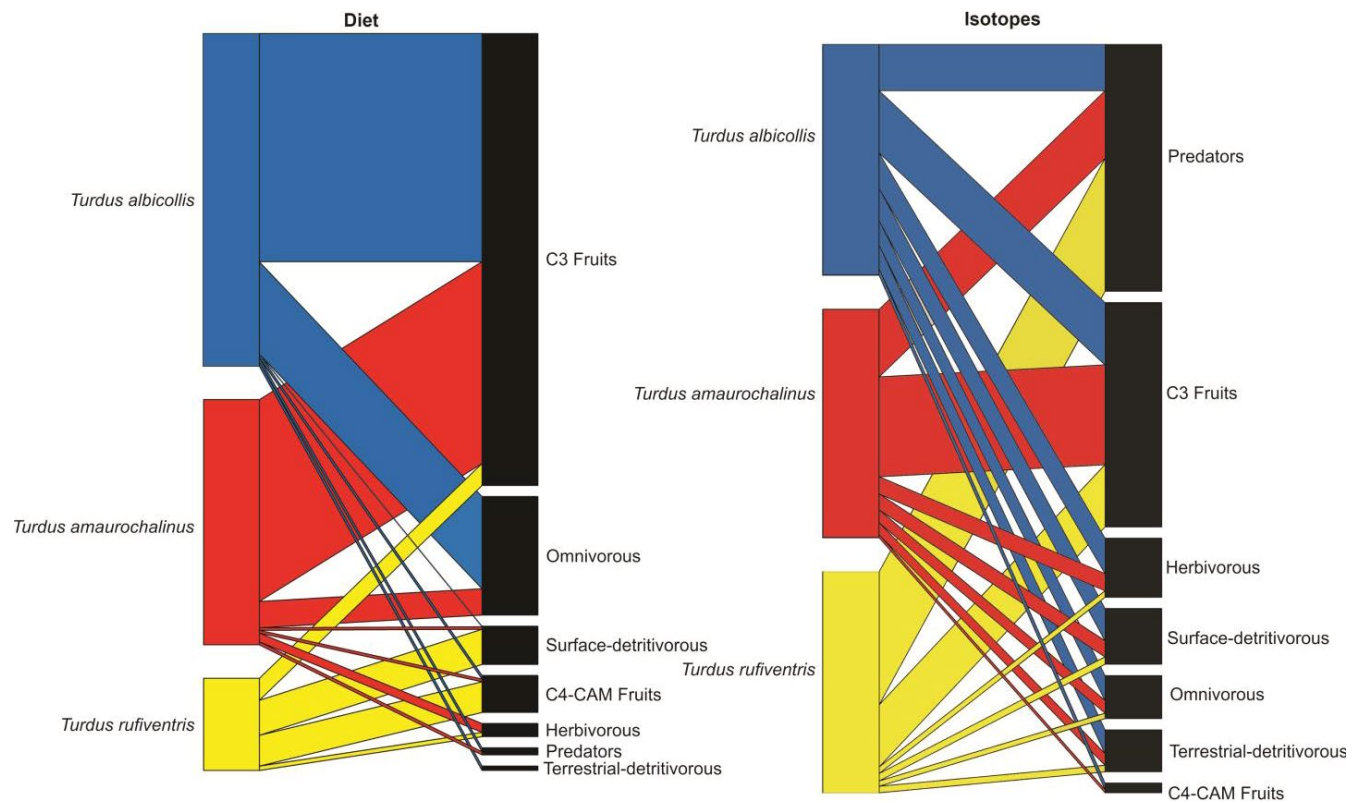 Diet
Turdus albicollis
Turdus amaurochalinus
Turdus rufiventris
C3 Fruits
Omnivorous
Surface-detritivorous
C4-CAM Fruits
Herbivorous
Predators
Terrestrial-detritivorous
Isotopes
Turdus albicollis
Turdus amaurochalinus
Turdus rufiventris
Predators
C3 Fruits
Herbivorous
Surface-detritivorous
Omnivorous
Terrestrial-detritivorous
C4-CAM Fruits